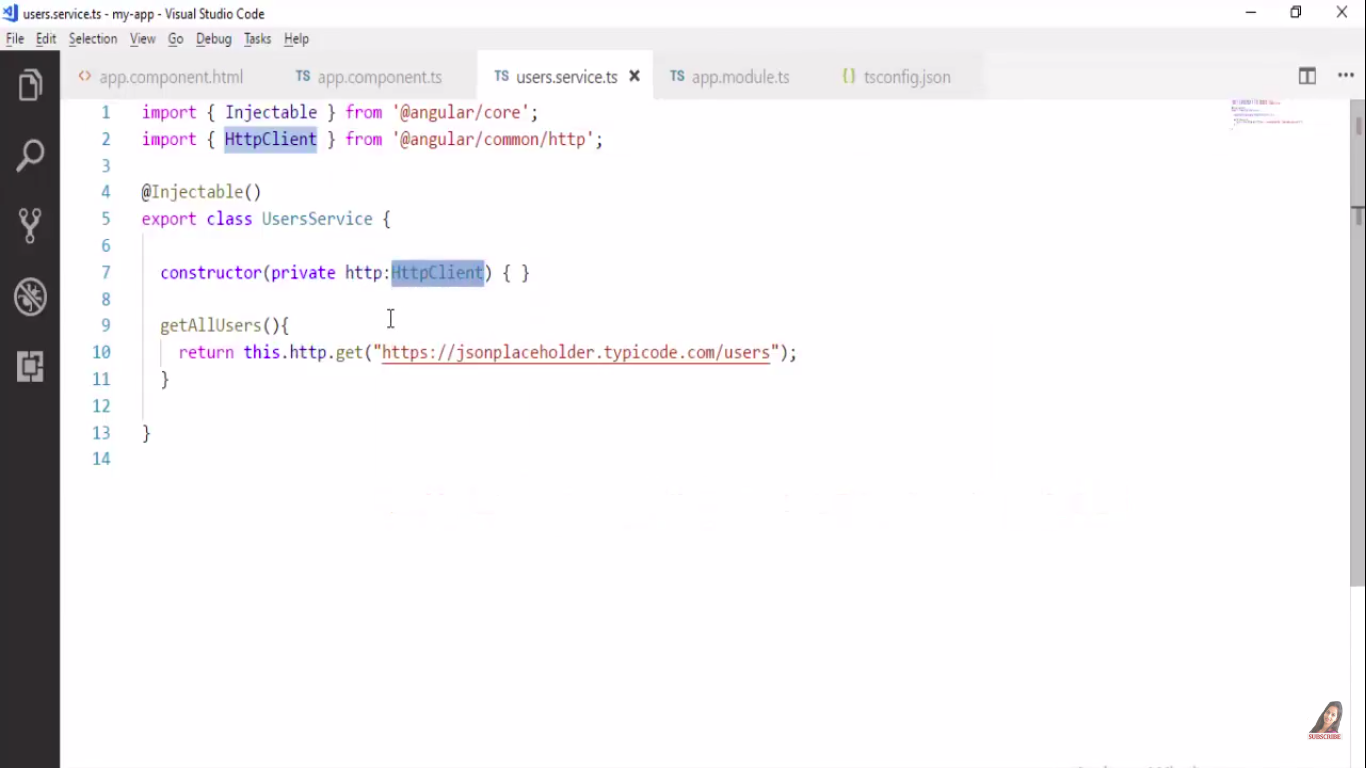 users.service.ts - my-app - Visual Studio Code
File Edit Selection View Go Debug Tasks Help
<> app.component.html TS app.component.ts TS users.service.ts × TS app.module.ts {} tsconfig.json
1 import { Injectable } from '@angular/core';
2 import { HttpClient } from '@angular/common/http';
3
4 @Injectable()
5 export class UsersService {
6
7 constructor(private http:HttpClient) { }
8
9 getAllUsers(){
10 return this.http.get("https://jsonplaceholder.typicode.com/users");
11 }
12
13 }
14
SUBSCRIBE